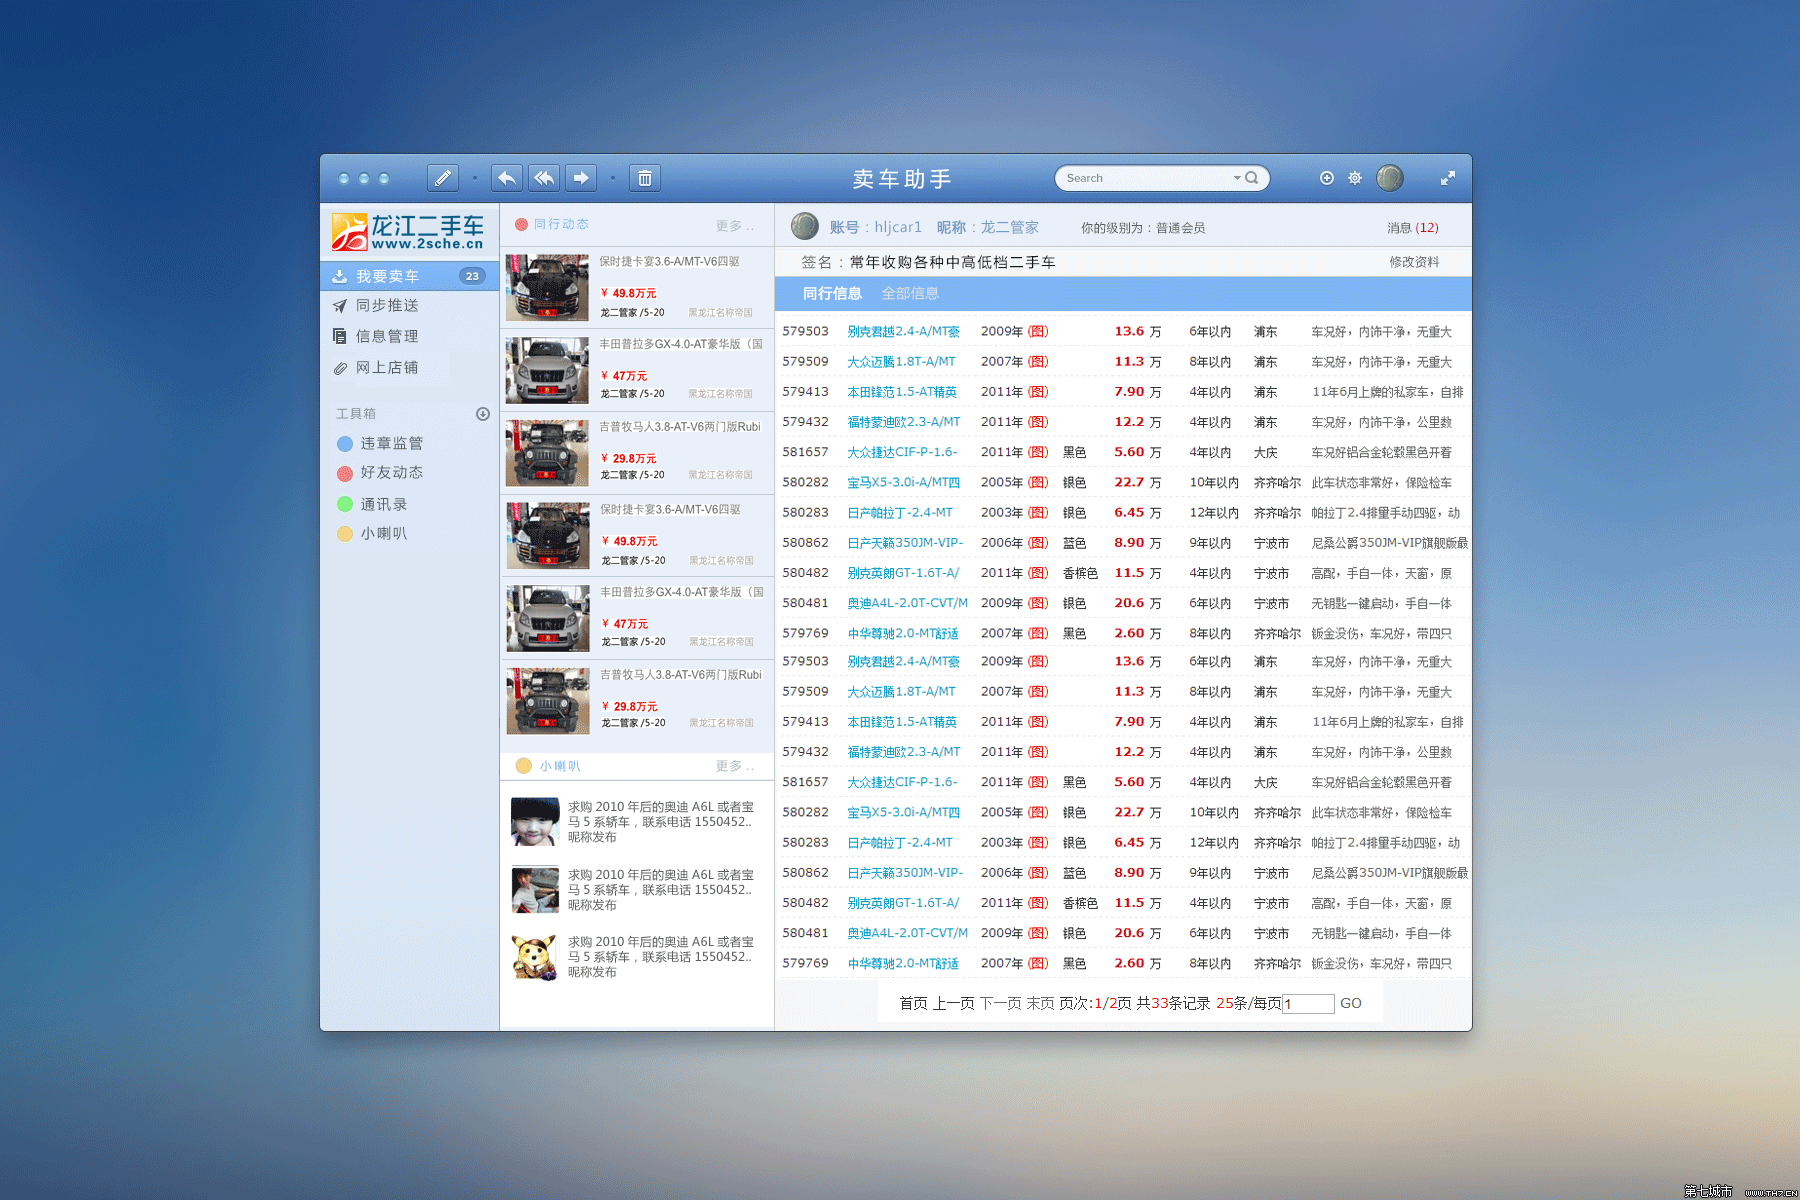 卖车助手
Search
龙江二手车
www.2sche.cn
我要卖车 23
同步推送
信息管理
网上店铺
工具箱
违章监管
好友动态
通讯录
小喇叭
同行动态 更多 ..
保时捷卡宴3.6-A/MT-V6四驱
¥ 49.8万元
龙二管家 /5-20 黑龙江名称帝国
丰田普拉多GX-4.0-AT豪华版（国
¥ 47万元
龙二管家 /5-20 黑龙江名称帝国
吉普牧马人3.8-AT-V6两门版Rubi
¥ 29.8万元
龙二管家 /5-20 黑龙江名称帝国
保时捷卡宴3.6-A/MT-V6四驱
¥ 49.8万元
龙二管家 /5-20 黑龙江名称帝国
丰田普拉多GX-4.0-AT豪华版（国
¥ 47万元
龙二管家 /5-20 黑龙江名称帝国
吉普牧马人3.8-AT-V6两门版Rubi
¥ 29.8万元
龙二管家 /5-20 黑龙江名称帝国
小喇叭 更多 ..
求购 2010 年后的奥迪 A6L 或者宝
马 5 系轿车，联系电话 1550452..
昵称发布
求购 2010 年后的奥迪 A6L 或者宝
马 5 系轿车，联系电话 1550452..
昵称发布
求购 2010 年后的奥迪 A6L 或者宝
马 5 系轿车，联系电话 1550452..
昵称发布
账号：hljcar1 昵称：龙二管家 你的级别为：普通会员 消息 (12)
签名：常年收购各种中高低档二手车 修改资料
同行信息 全部信息
579503 别克君越2.4-A/MT豪 2009年 (图) 13.6 万 6年以内 浦东 车况好，内饰干净，无重大
579509 大众迈腾1.8T-A/MT 2007年 (图) 11.3 万 8年以内 浦东 车况好，内饰干净，无重大
579413 本田锋范1.5-AT精英 2011年 (图) 7.90 万 4年以内 浦东 11年6月上牌的私家车，自排
579432 福特蒙迪欧2.3-A/MT 2011年 (图) 12.2 万 4年以内 浦东 车况好，内饰干净，公里数
581657 大众捷达CIF-P-1.6- 2011年 (图) 黑色 5.60 万 4年以内 大庆 车况好铝合金轮毂黑色开着
580282 宝马X5-3.0i-A/MT四 2005年 (图) 银色 22.7 万 10年以内 齐齐哈尔 此车状态非常好，保险检车
580283 日产帕拉丁-2.4-MT 2003年 (图) 银色 6.45 万 12年以内 齐齐哈尔 帕拉丁2.4排量手动四驱，动
580862 日产天籁350JM-VIP- 2006年 (图) 蓝色 8.90 万 9年以内 宁波市 尼桑公爵350JM-VIP旗舰版最
580482 别克英朗GT-1.6T-A/ 2011年 (图) 香槟色 11.5 万 4年以内 宁波市 高配，手自一体，天窗，原
580481 奥迪A4L-2.0T-CVT/M 2009年 (图) 银色 20.6 万 6年以内 宁波市 无钥匙一键启动，手自一体
579769 中华尊驰2.0-MT舒适 2007年 (图) 黑色 2.60 万 8年以内 齐齐哈尔 钣金没伤，车况好，带四只
579503 别克君越2.4-A/MT豪 2009年 (图) 13.6 万 6年以内 浦东 车况好，内饰干净，无重大
579509 大众迈腾1.8T-A/MT 2007年 (图) 11.3 万 8年以内 浦东 车况好，内饰干净，无重大
579413 本田锋范1.5-AT精英 2011年 (图) 7.90 万 4年以内 浦东 11年6月上牌的私家车，自排
579432 福特蒙迪欧2.3-A/MT 2011年 (图) 12.2 万 4年以内 浦东 车况好，内饰干净，公里数
581657 大众捷达CIF-P-1.6- 2011年 (图) 黑色 5.60 万 4年以内 大庆 车况好铝合金轮毂黑色开着
580282 宝马X5-3.0i-A/MT四 2005年 (图) 银色 22.7 万 10年以内 齐齐哈尔 此车状态非常好，保险检车
580283 日产帕拉丁-2.4-MT 2003年 (图) 银色 6.45 万 12年以内 齐齐哈尔 帕拉丁2.4排量手动四驱，动
580862 日产天籁350JM-VIP- 2006年 (图) 蓝色 8.90 万 9年以内 宁波市 尼桑公爵350JM-VIP旗舰版最
580482 别克英朗GT-1.6T-A/ 2011年 (图) 香槟色 11.5 万 4年以内 宁波市 高配，手自一体，天窗，原
580481 奥迪A4L-2.0T-CVT/M 2009年 (图) 银色 20.6 万 6年以内 宁波市 无钥匙一键启动，手自一体
579769 中华尊驰2.0-MT舒适 2007年 (图) 黑色 2.60 万 8年以内 齐齐哈尔 钣金没伤，车况好，带四只
首页 上一页 下一页 末页 页次:1/2页 共33条记录 25条/每页 1 GO
第七城市 WWW.TH7.CN